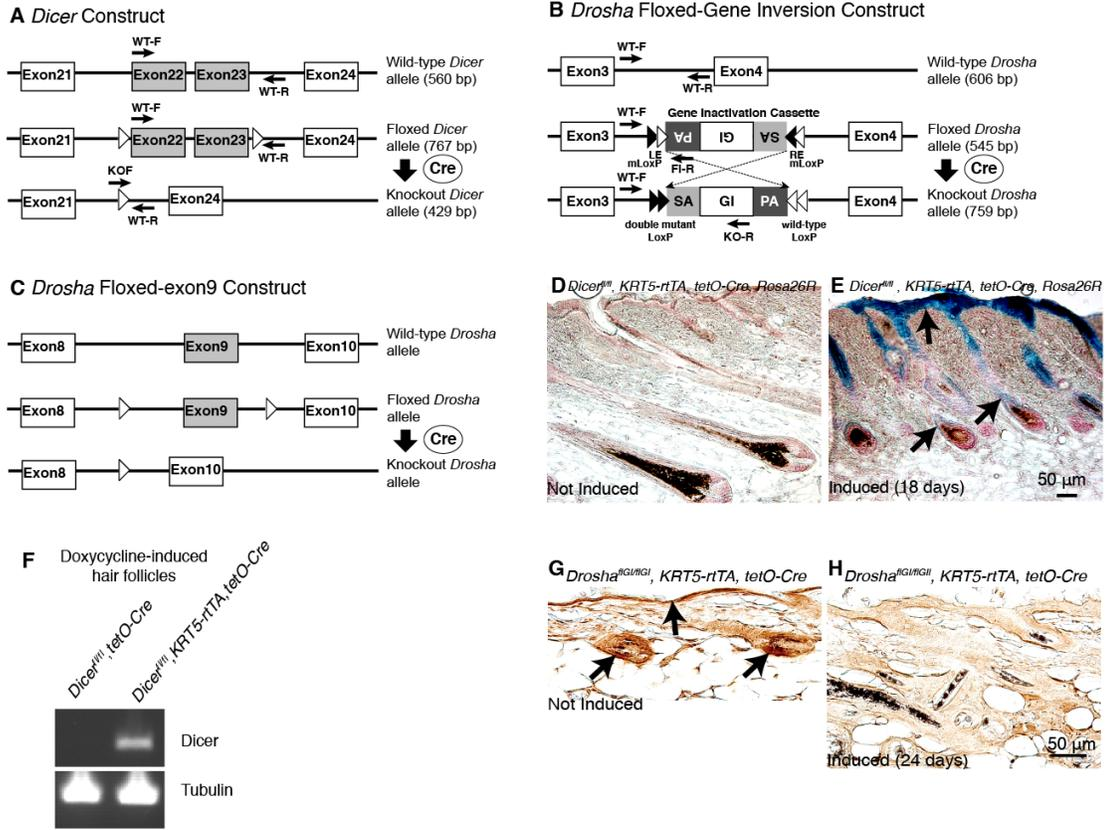 A Dicer Construct
WT-F
Exon21 Exon22 Exon23 Exon24
WT-R
Wild-type Dicer
allele (560 bp)
WT-F
Exon21 Exon22 Exon23 Exon24
WT-R
Floxed Dicer
allele (767 bp)
Cre
KOF
Exon21 Exon24
WT-R
Knockout Dicer
allele (429 bp)
B Drosha Floxed-Gene Inversion Construct
WT-F
Exon3 Exon4
WT-R
Wild-type Drosha
allele (606 bp)
Gene Inactivation Cassette
WT-F
Exon3 PA GI SA Exon4
LE
mLoxP
FI-R
RE
mLoxP
Floxed Drosha
allele (545 bp)
Cre
WT-F
Exon3 SA GI PA Exon4
double mutant
LoxP
KO-R
wild-type
LoxP
Knockout Drosha
allele (759 bp)
C Drosha Floxed-exon9 Construct
Exon8 Exon9 Exon10
Wild-type Drosha
allele
Exon8 Exon9 Exon10
Floxed Drosha
allele
Cre
Exon8 Exon10
Knockout Drosha
allele
D Dicerfl/fl, KRT5-rtTA, tetO-Cre, Rosa26R
Not Induced
E Dicerfl/fl , KRT5-rtTA, tetO-Cre, Rosa26R
Induced (18 days)
50 µm
F Doxycycline-induced
hair follicles
Dicerfl/fl,tetO-Cre
Dicerfl/fl,KRT5-rtTA,tetO-Cre
Dicer
Tubulin
G Droshaf​lGI/flGI, KRT5-rtTA, tetO-Cre
Not Induced
H DroshaflGI/flGII, KRT5-rtTA, tetO-Cre
Induced (24 days)
50 µm